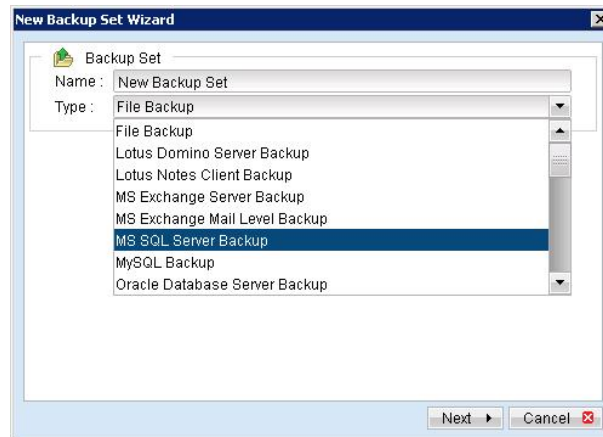 New Backup Set Wizard
Backup Set
Name : New Backup Set
Type : File Backup
File Backup
Lotus Domino Server Backup
Lotus Notes Client Backup
MS Exchange Server Backup
MS Exchange Mail Level Backup
MS SQL Server Backup
MySQL Backup
Oracle Database Server Backup
Next Cancel